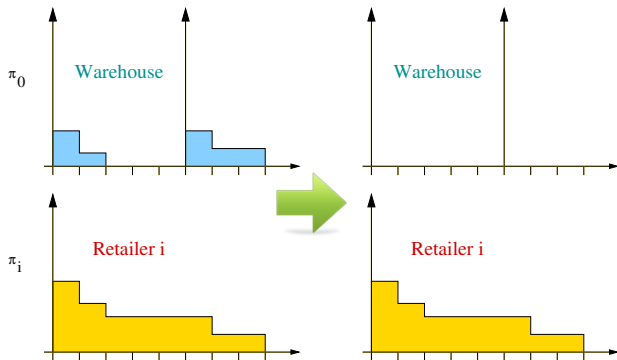 π0
Warehouse
Warehouse
πi
Retailer i
Retailer i